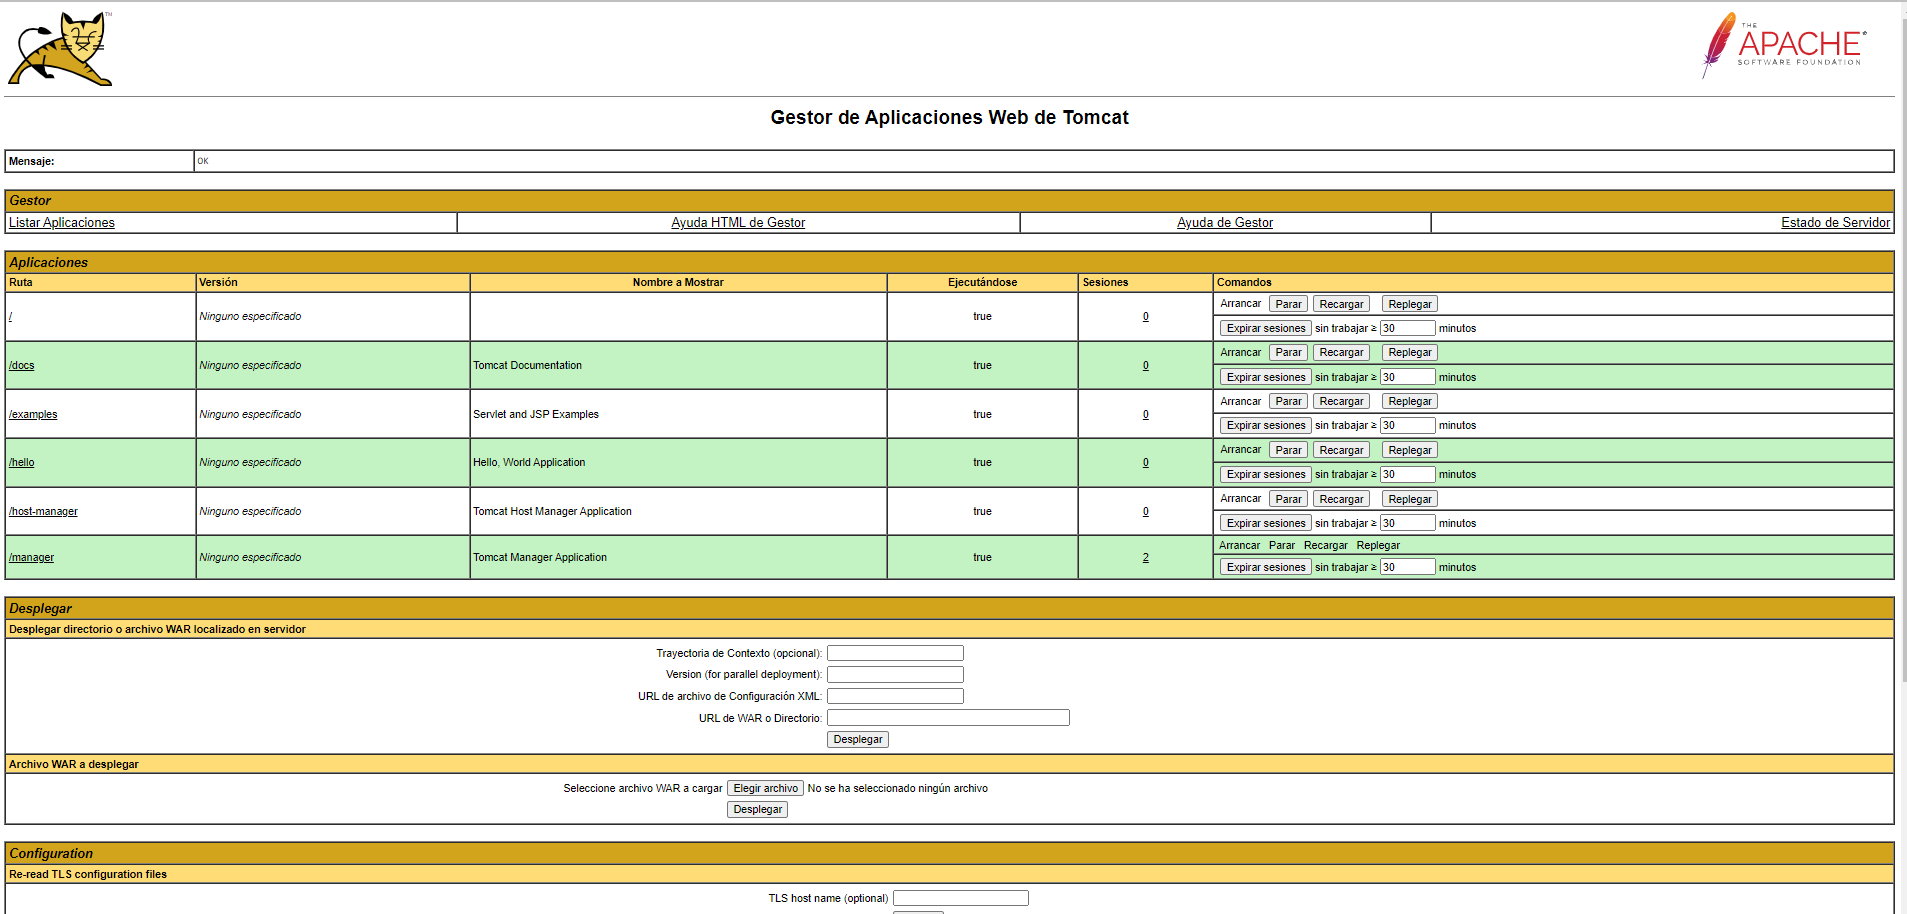 TM
THE
APACHE®
SOFTWARE FOUNDATION
Gestor de Aplicaciones Web de Tomcat
Mensaje: OK
Gestor
Listar Aplicaciones Ayuda HTML de Gestor Ayuda de Gestor Estado de Servidor
Aplicaciones
Ruta Versión Nombre a Mostrar Ejecutándose Sesiones Comandos
/ Ninguno especificado true 0 Arrancar Parar Recargar Replegar
Expirar sesiones sin trabajar ≥ 30 minutos
/docs Ninguno especificado Tomcat Documentation true 0 Arrancar Parar Recargar Replegar
Expirar sesiones sin trabajar ≥ 30 minutos
/examples Ninguno especificado Servlet and JSP Examples true 0 Arrancar Parar Recargar Replegar
Expirar sesiones sin trabajar ≥ 30 minutos
/hello Ninguno especificado Hello, World Application true 0 Arrancar Parar Recargar Replegar
Expirar sesiones sin trabajar ≥ 30 minutos
/host-manager Ninguno especificado Tomcat Host Manager Application true 0 Arrancar Parar Recargar Replegar
Expirar sesiones sin trabajar ≥ 30 minutos
/manager Ninguno especificado Tomcat Manager Application true 2 Arrancar Parar Recargar Replegar
Expirar sesiones sin trabajar ≥ 30 minutos
Desplegar
Desplegar directorio o archivo WAR localizado en servidor
Trayectoria de Contexto (opcional):
Version (for parallel deployment):
URL de archivo de Configuración XML:
URL de WAR o Directorio:
Desplegar
Archivo WAR a desplegar
Seleccione archivo WAR a cargar Elegir archivo No se ha seleccionado ningún archivo
Desplegar
Configuration
Re-read TLS configuration files
TLS host name (optional)